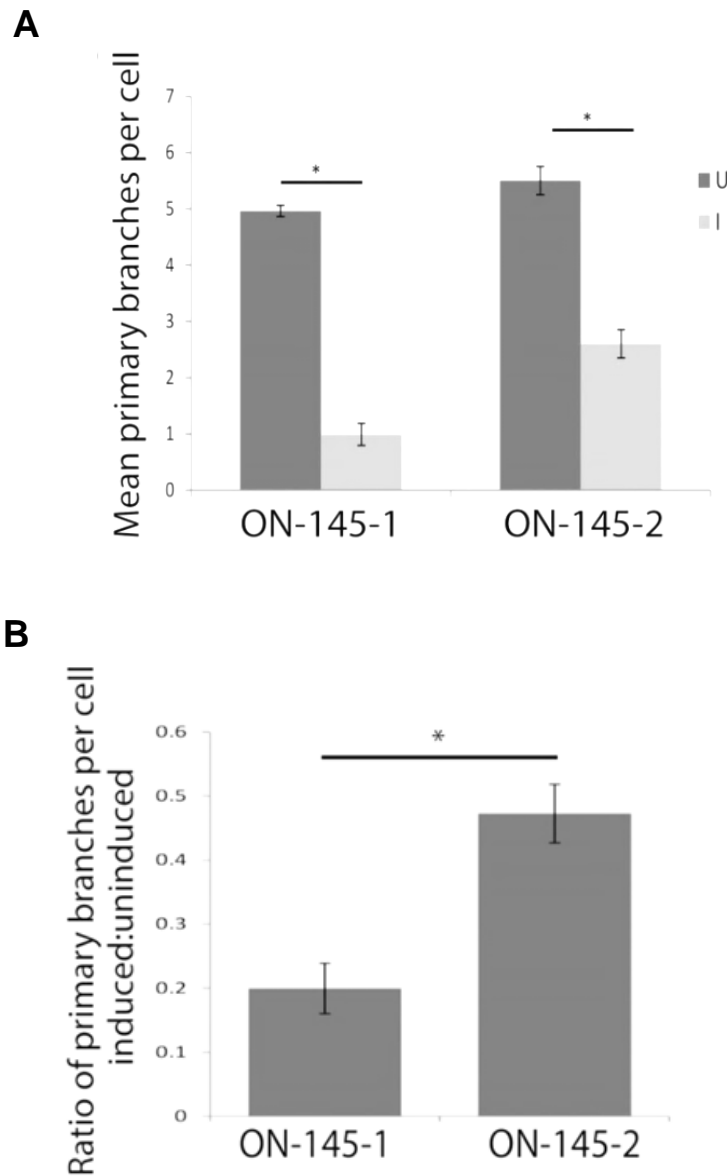 A
Mean primary branches per cell
7
6
5
4
3
2
1
0
*
*
U
I
ON-145-1
ON-145-2
B
Ratio of primary branches per cell
induced:uninduced
0.6
0.5
0.4
0.3
0.2
0.1
0
*
ON-145-1
ON-145-2